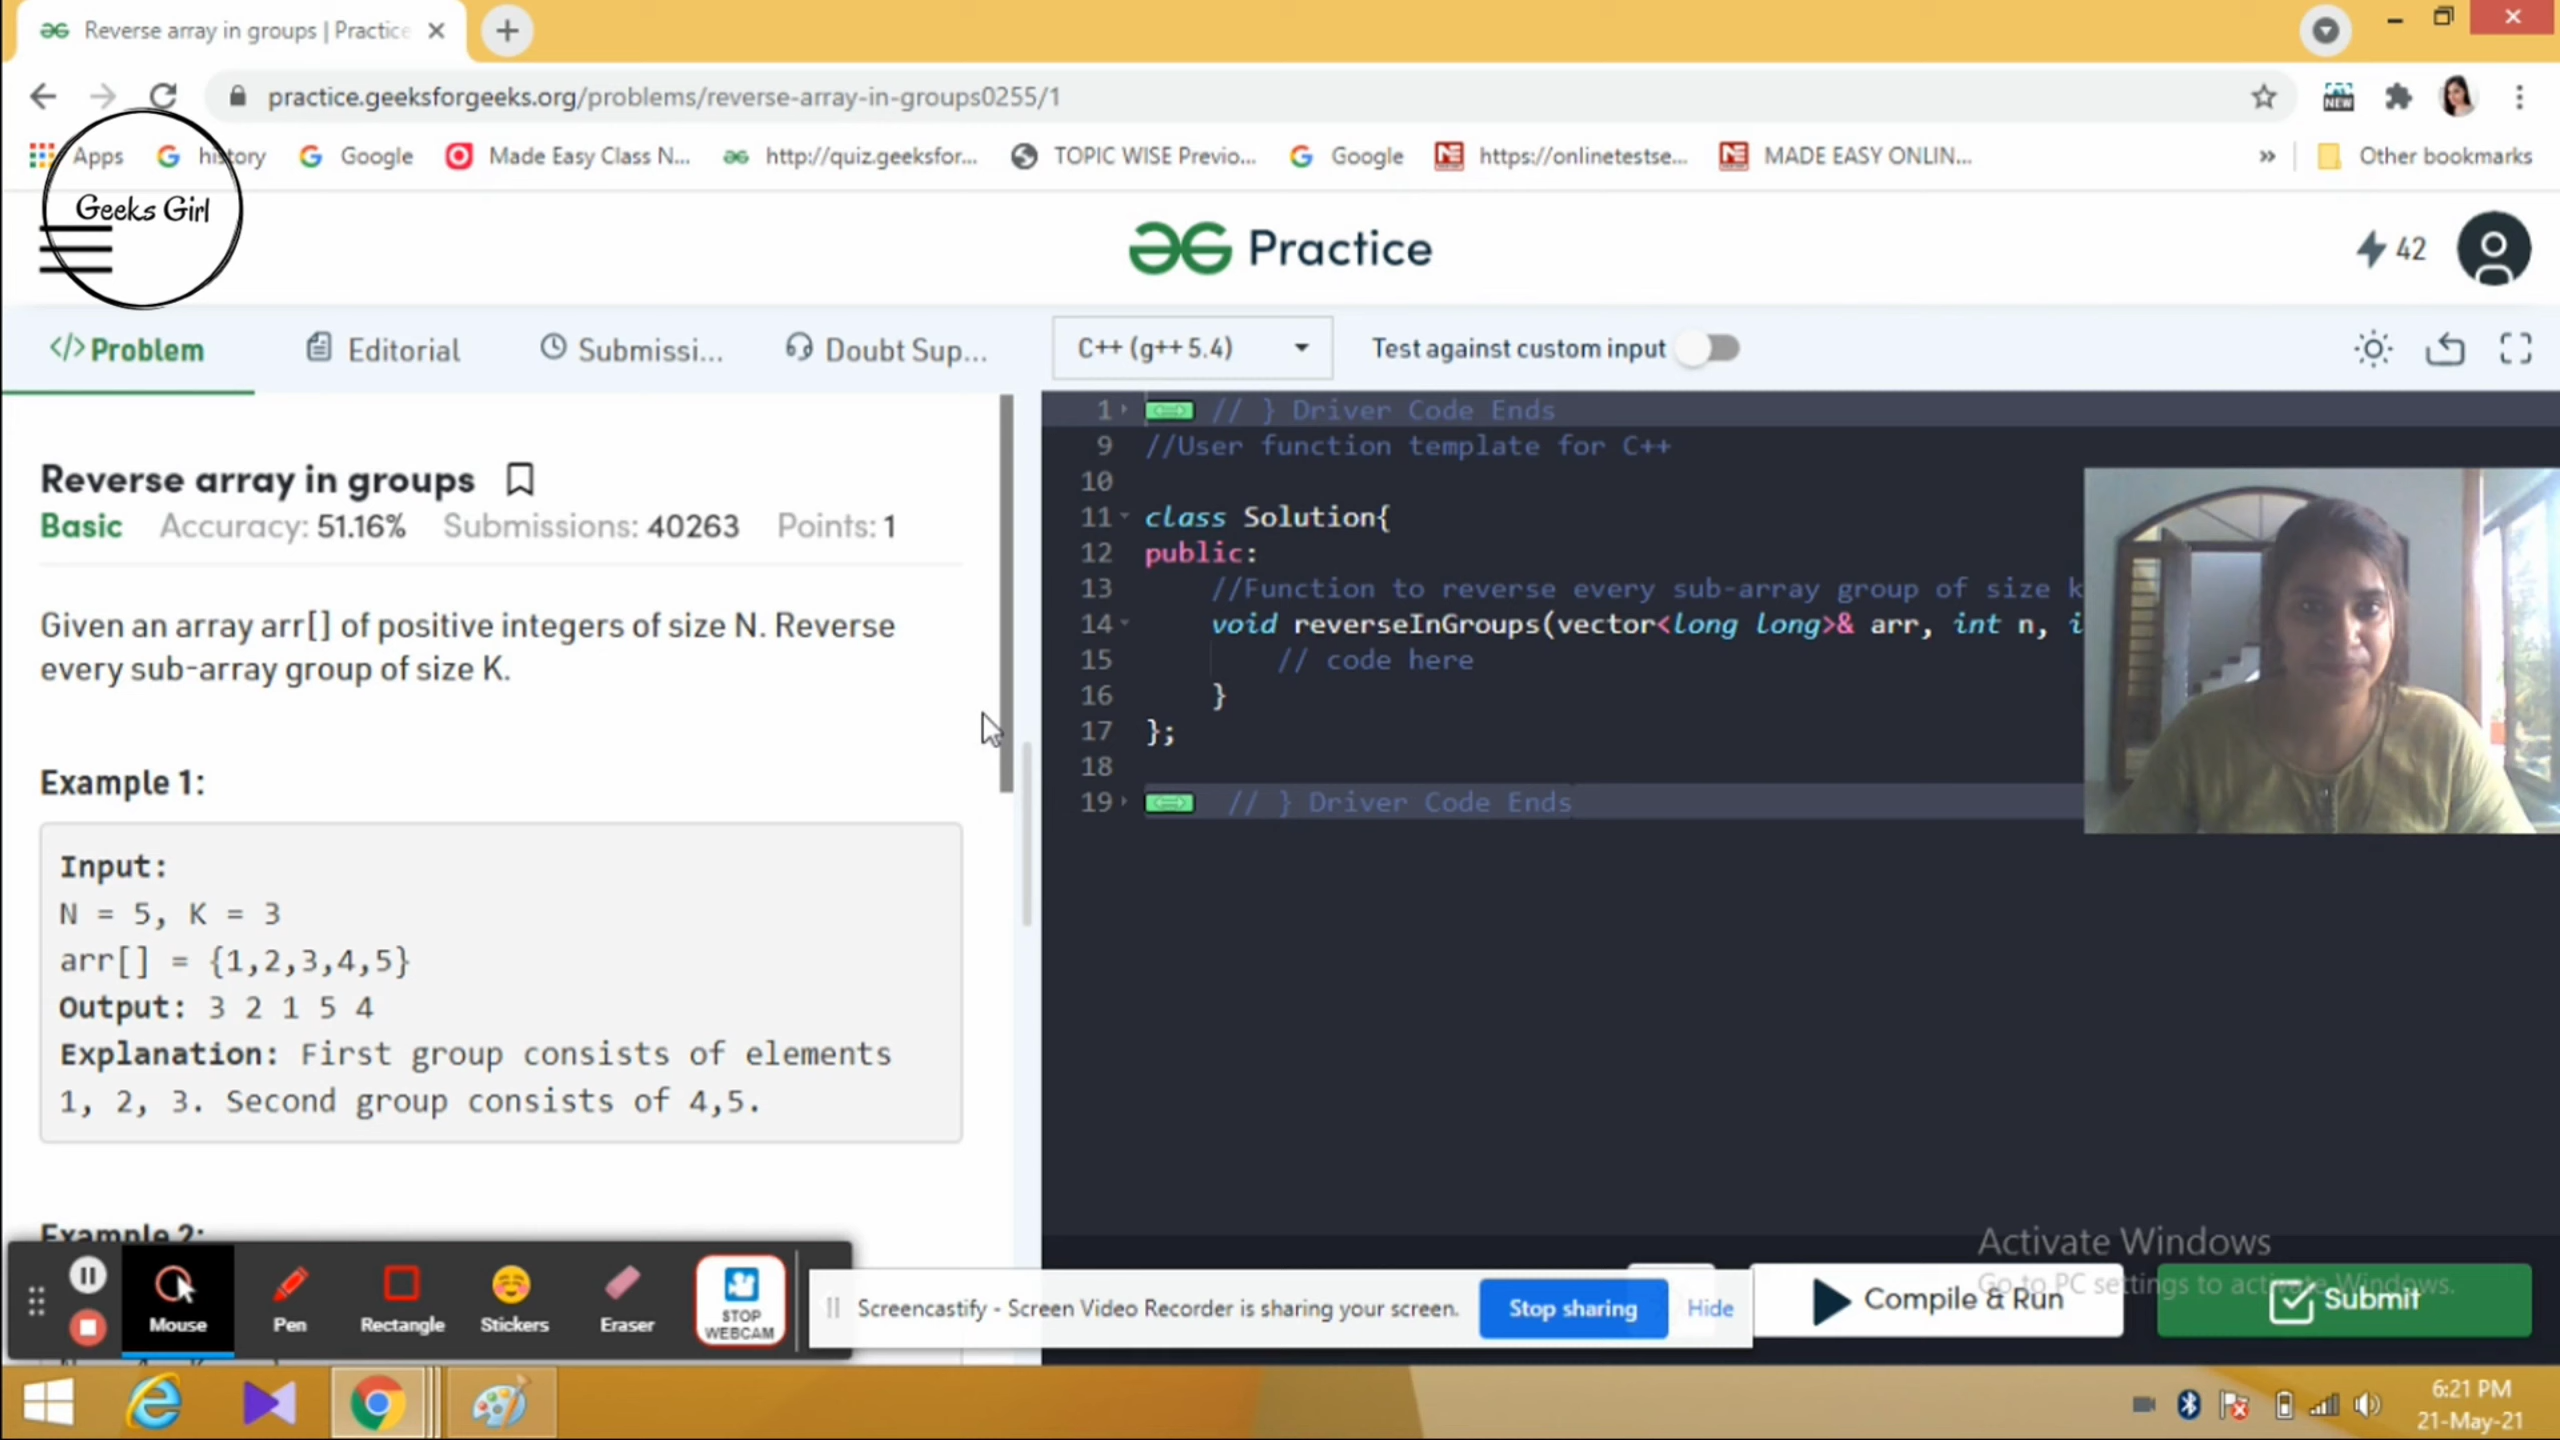 Reverse array in groups | Practice
practice.geeksforgeeks.org/problems/reverse-array-in-groups0255/1
Apps
history
Google
Made Easy Class N...
http://quiz.geeksfor...
TOPIC WISE Previo...
Google
https://onlinetestse...
MADE EASY ONLIN...
»
Other bookmarks
NEW
Geeks Girl
Practice
42
</> Problem
Editorial
Submissi...
Doubt Sup...
C++ (g++ 5.4)
Test against custom input
Reverse array in groups
Basic Accuracy: 51.16% Submissions: 40263 Points: 1
Given an array arr[] of positive integers of size N. Reverse
every sub-array group of size K.
Example 1:
Input:
N = 5, K = 3
arr[] = {1,2,3,4,5}
Output: 3 2 1 5 4
Explanation: First group consists of elements
1, 2, 3. Second group consists of 4,5.
Example 2:
1 // } Driver Code Ends
9 //User function template for C++
10
11 class Solution{
12 public:
13 //Function to reverse every sub-array group of size k
14 void reverseInGroups(vector<long long>& arr, int n, i
15 // code here
16 }
17 };
18
19 // } Driver Code Ends
Activate Windows
Go to PC settings to activate Windows.
Mouse
Pen
Rectangle
Stickers
Eraser
STOP
WEBCAM
Screencastify - Screen Video Recorder is sharing your screen.
Stop sharing
Hide
Compile & Run
Submit
6:21 PM
21-May-21